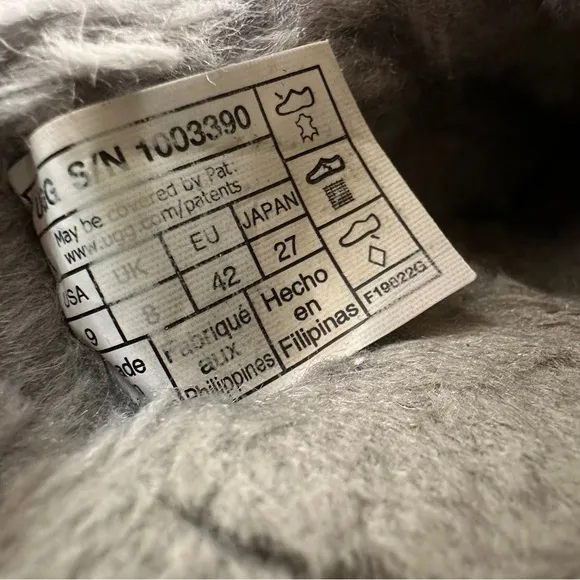 UGG S/N 1003390
May be covered by Pat:
www.ugg.com/patents
USA UK EU JAPAN
9 8 42 27
Fabriqué
aux
Philippines
Hecho
en
Filipinas
F19822G